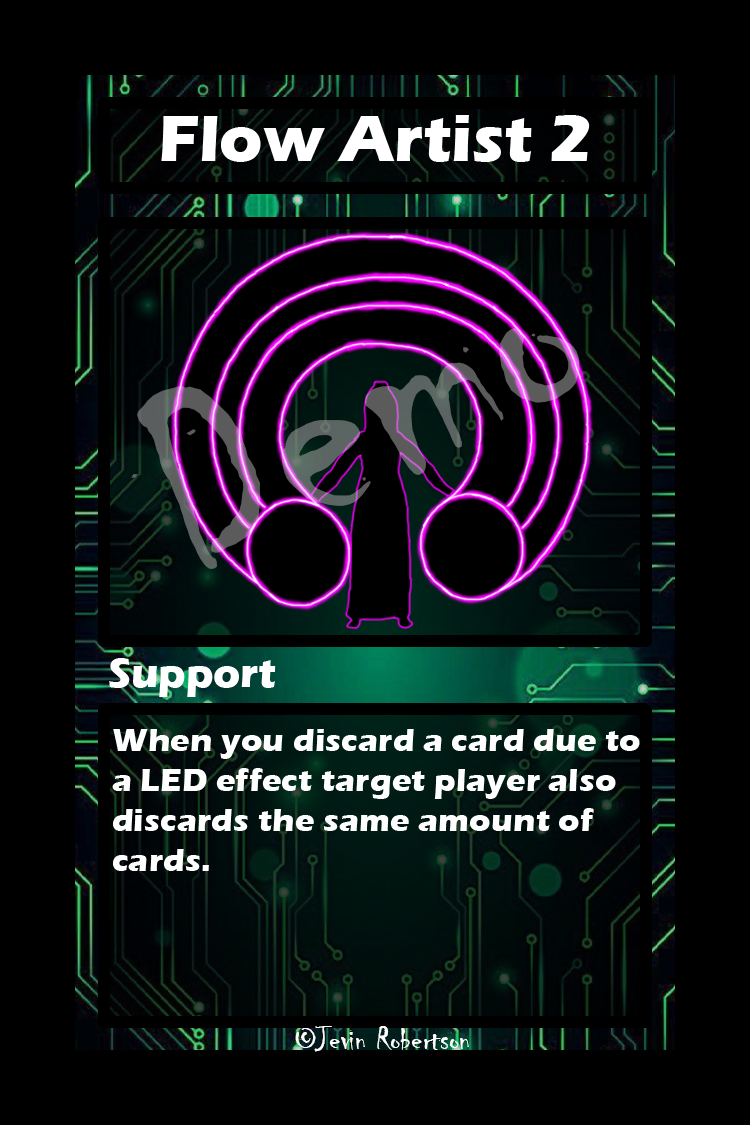 Flow Artist 2
Demo
Support
When you discard a card due to
a LED effect target player also
discards the same amount of
cards.
©Jevin Robertson